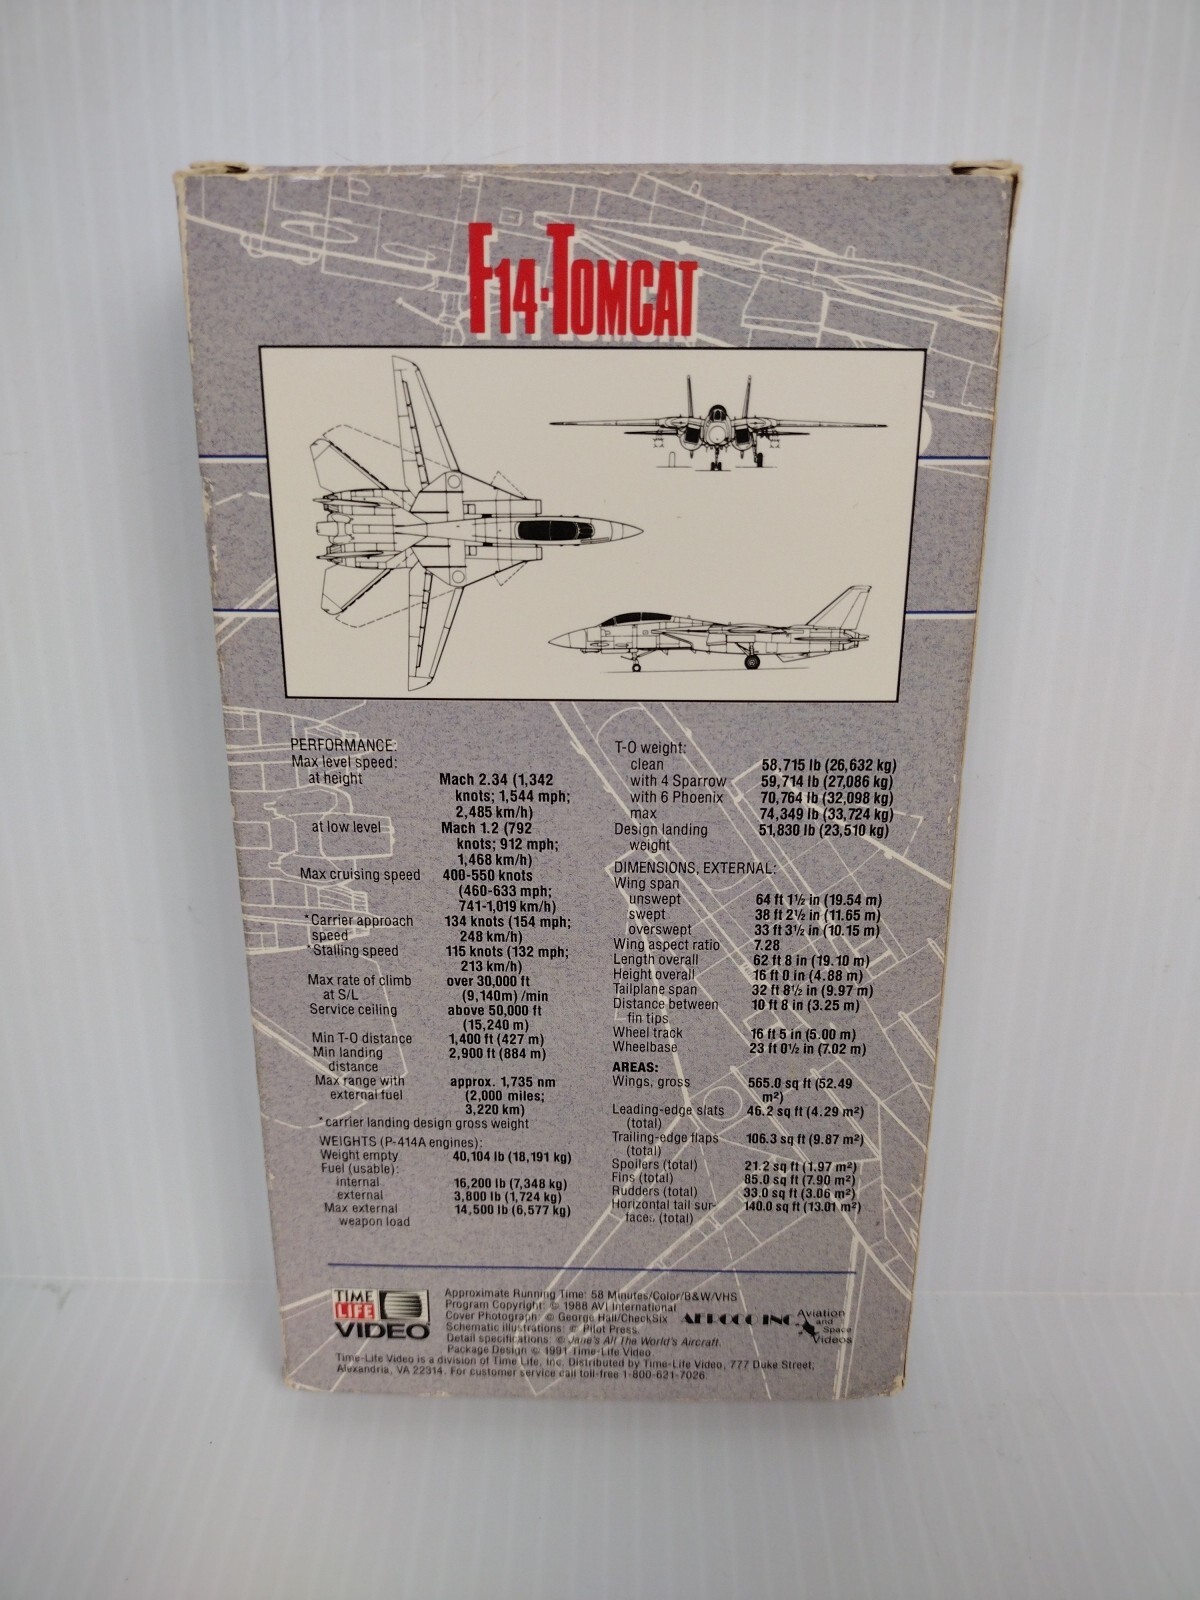 F14·TOMCAT
PERFORMANCE:
Max level speed:
at height Mach 2.34 (1,342
knots; 1,544 mph;
2,485 km/h)
at low level Mach 1.2 (792
knots; 912 mph;
1,468 km/h)
Max cruising speed 400-550 knots
(460-633 mph;
741-1,019 km/h)
*Carrier approach 134 knots (154 mph;
speed 248 km/h)
*Stalling speed 115 knots (132 mph;
213 km/h)
Max rate of climb over 30,000 ft
at S/L (9,140m) /min
Service ceiling above 50,000 ft
(15,240 m)
Min T-O distance 1,400 ft (427 m)
Min landing 2,900 ft (884 m)
distance
Max range with approx. 1,735 nm
external fuel (2,000 miles;
3,220 km)
*carrier landing design gross weight
WEIGHTS (P-414A engines):
Weight empty 40,104 lb (18,191 kg)
Fuel (usable):
internal 16,200 lb (7,348 kg)
external 3,800 lb (1,724 kg)
Max external 14,500 lb (6,577 kg)
weapon load
T-O weight:
clean 58,715 lb (26,632 kg)
with 4 Sparrow 59,714 lb (27,086 kg)
with 6 Phoenix 70,764 lb (32,098 kg)
max 74,349 lb (33,724 kg)
Design landing 51,830 lb (23,510 kg)
weight
DIMENSIONS, EXTERNAL:
Wing span
unswept 64 ft 1½ in (19.54 m)
swept 38 ft 2½ in (11.65 m)
overswept 33 ft 3½ in (10.15 m)
Wing aspect ratio 7.28
Length overall 62 ft 8 in (19.10 m)
Height overall 16 ft 0 in (4.88 m)
Tailplane span 32 ft 8½ in (9.97 m)
Distance between 10 ft 8 in (3.25 m)
fin tips
Wheel track 16 ft 5 in (5.00 m)
Wheelbase 23 ft 0½ in (7.02 m)
AREAS:
Wings, gross 565.0 sq ft (52.49
m²)
Leading-edge slats 46.2 sq ft (4.29 m²)
(total)
Trailing-edge flaps 106.3 sq ft (9.87 m²)
(total)
Spoilers (total) 21.2 sq ft (1.97 m²)
Fins (total) 85.0 sq ft (7.90 m²)
Rudders (total) 33.0 sq ft (3.06 m²)
Horizontal tail sur- 140.0 sq ft (13.01 m²)
faces (total)
TIME
LIFE
VIDEO
Approximate Running Time: 58 Minutes/Color/B&W/VHS
Program Copyright: © 1988 AVI International
Cover Photograph: © George Hall/CheckSix
Schematic illustrations: © Pilot Press.
Detail specifications: © Jane's All The World's Aircraft.
Package Design © 1991 Time-Life Video
AEROCO INC. Aviation
and
Space
Videos
Time-Life Video is a division of Time Life, Inc. Distributed by Time-Life Video, 777 Duke Street,
Alexandria, VA 22314. For customer service call toll-free 1-800-621-7026.